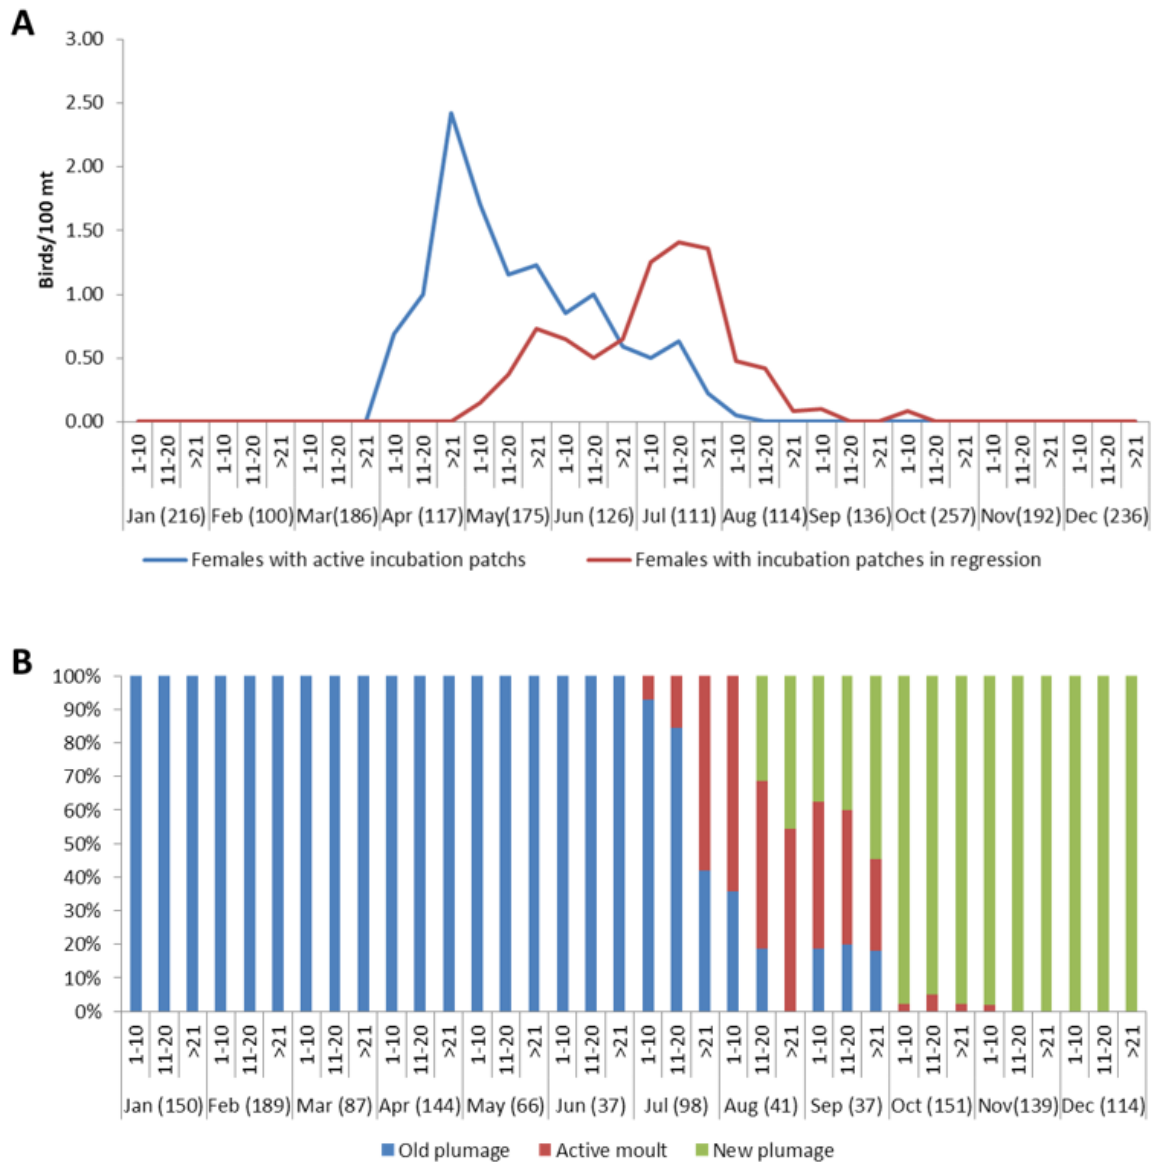 A
3.00
2.50
2.00
1.50
1.00
0.50
0.00
Birds/100 mt
1-10 11-20 >21 1-10 11-20 >21 1-10 11-20 >21 1-10 11-20 >21 1-10 11-20 >21 1-10 11-20 >21 1-10 11-20 >21 1-10 11-20 >21 1-10 11-20 >21 1-10 11-20 >21 1-10 11-20 >21 1-10 11-20 >21
Jan (216) Feb (100) Mar(186) Apr (117) May(175) Jun (126) Jul (111) Aug (114) Sep (136) Oct (257) Nov(192) Dec (236)
Females with active incubation patchs Females with incubation patches in regression
B
100%
90%
80%
70%
60%
50%
40%
30%
20%
10%
0%
1-10 11-20 >21 1-10 11-20 >21 1-10 11-20 >21 1-10 11-20 >21 1-10 11-20 >21 1-10 11-20 >21 1-10 11-20 >21 1-10 11-20 >21 1-10 11-20 >21 1-10 11-20 >21 1-10 11-20 >21 1-10 11-20 >21
Jan (150) Feb (189) Mar (87) Apr (144) May (66) Jun (37) Jul (98) Aug (41) Sep (37) Oct (151) Nov(139) Dec (114)
Old plumage Active moult New plumage